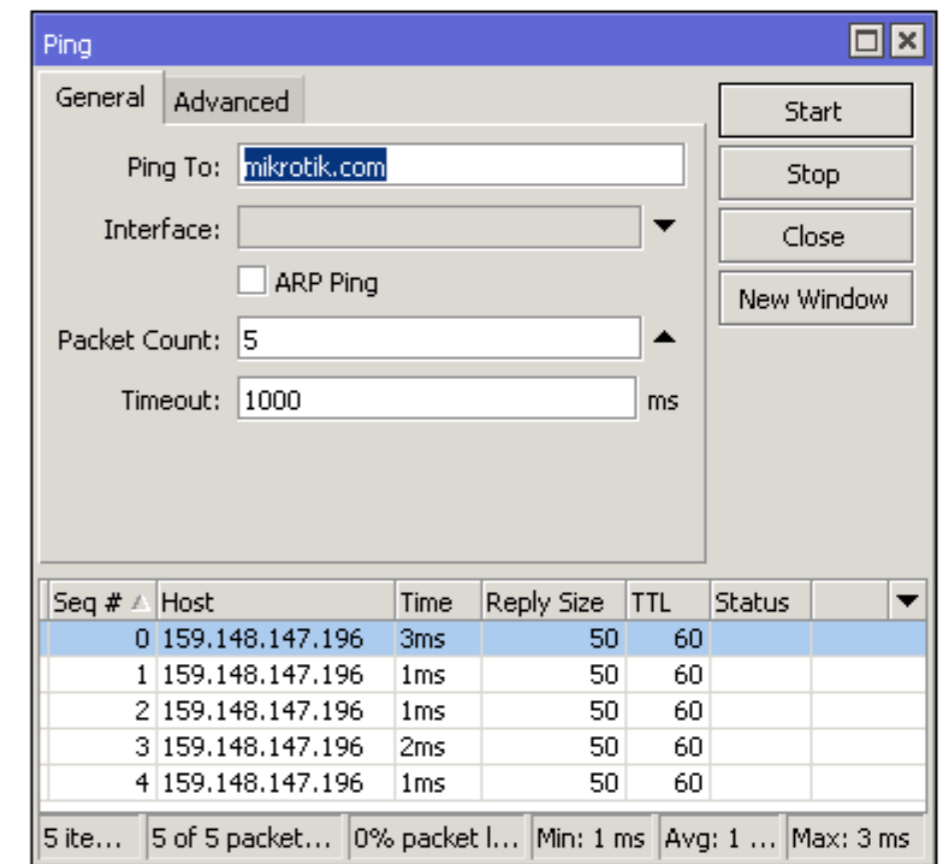 Ping
General Advanced
Start
Ping To: mikrotik.com
Stop
Interface:
Close
ARP Ping
New Window
Packet Count: 5
Timeout: 1000 ms
Seq # Host Time Reply Size TTL Status
0 159.148.147.196 3ms 50 60
1 159.148.147.196 1ms 50 60
2 159.148.147.196 1ms 50 60
3 159.148.147.196 2ms 50 60
4 159.148.147.196 1ms 50 60
5 ite... 5 of 5 packet... 0% packet l... Min: 1 ms Avg: 1 ... Max: 3 ms